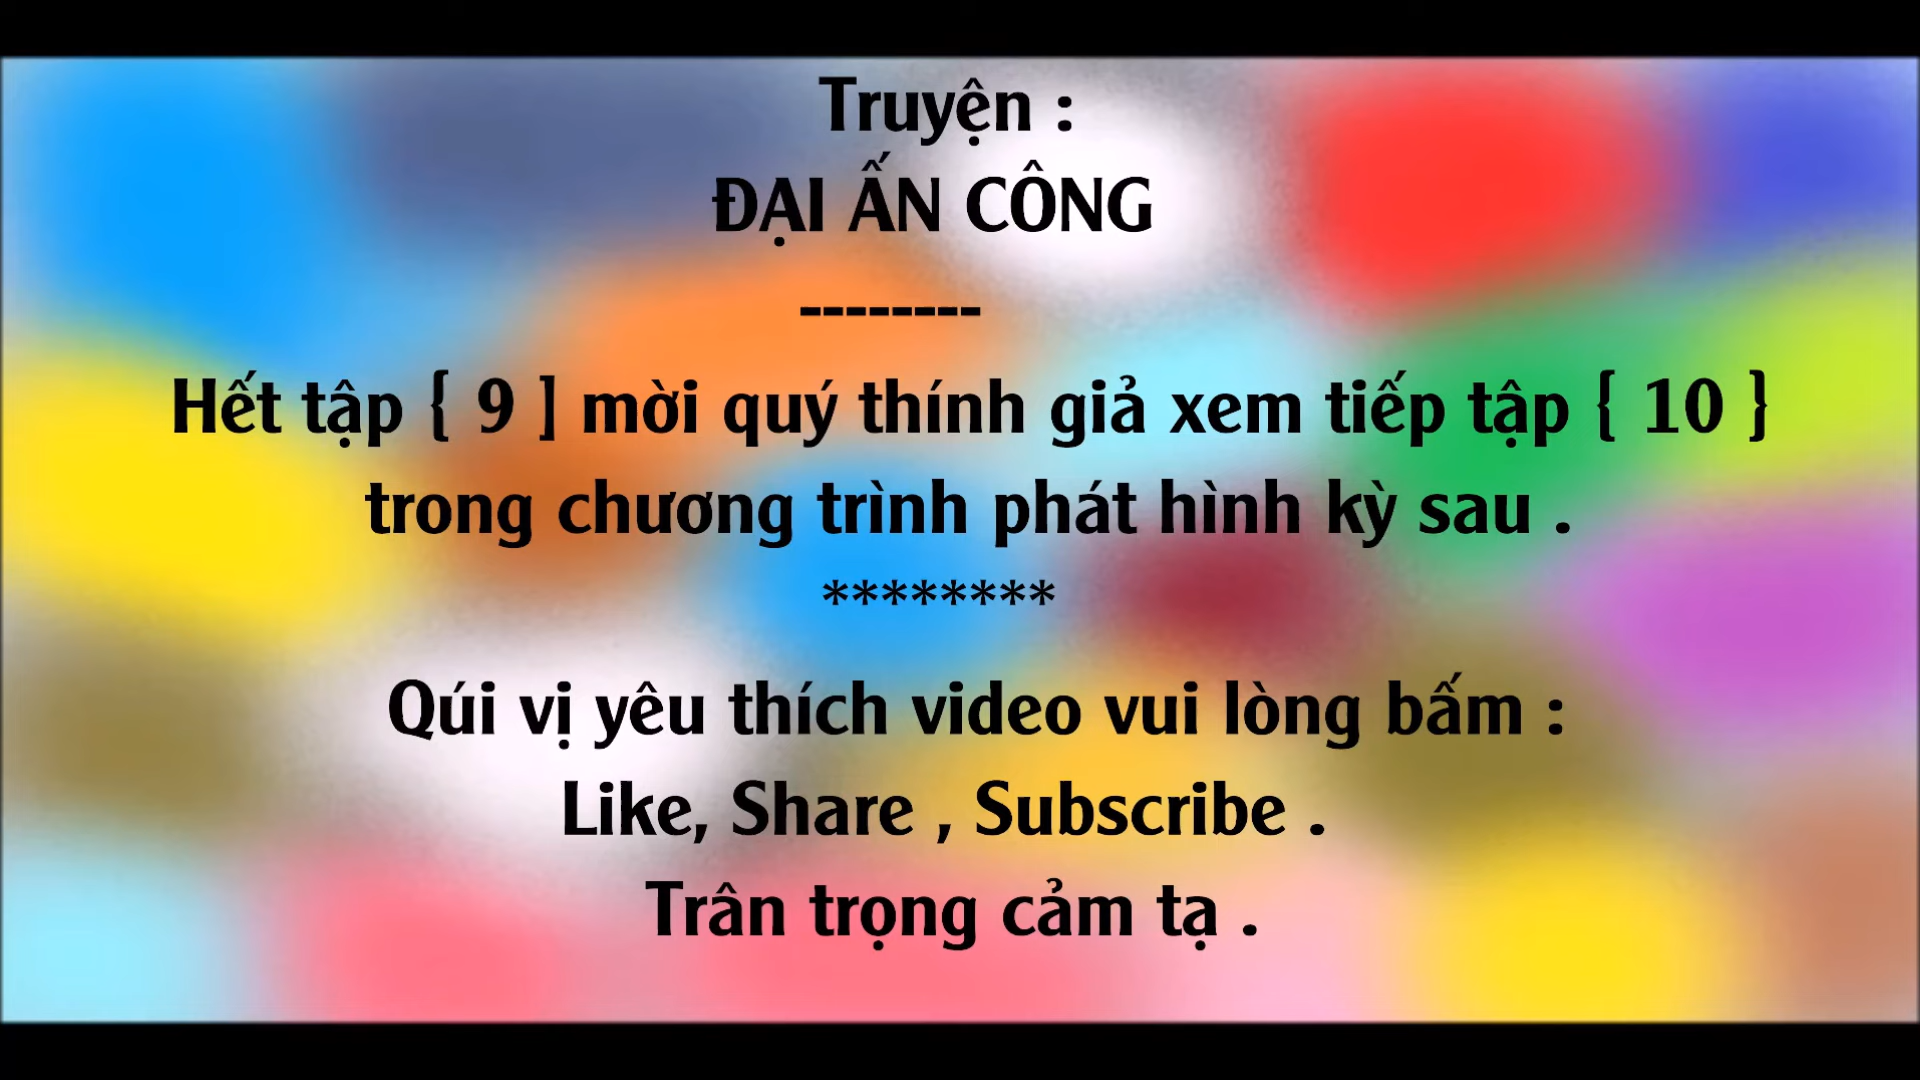 Truyện :
ĐẠI ẤN CÔNG
--------
Hết tập { 9 ] mời quý thính giả xem tiếp tập { 10 }
trong chương trình phát hình kỳ sau .
********
Qúi vị yêu thích video vui lòng bấm :
Like, Share , Subscribe .
Trân trọng cảm tạ .